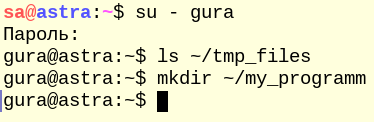 sa@astra:~$ su - gura
Пароль:
gura@astra:~$ ls ~/tmp_files
gura@astra:~$ mkdir ~/my_programm
gura@astra:~$